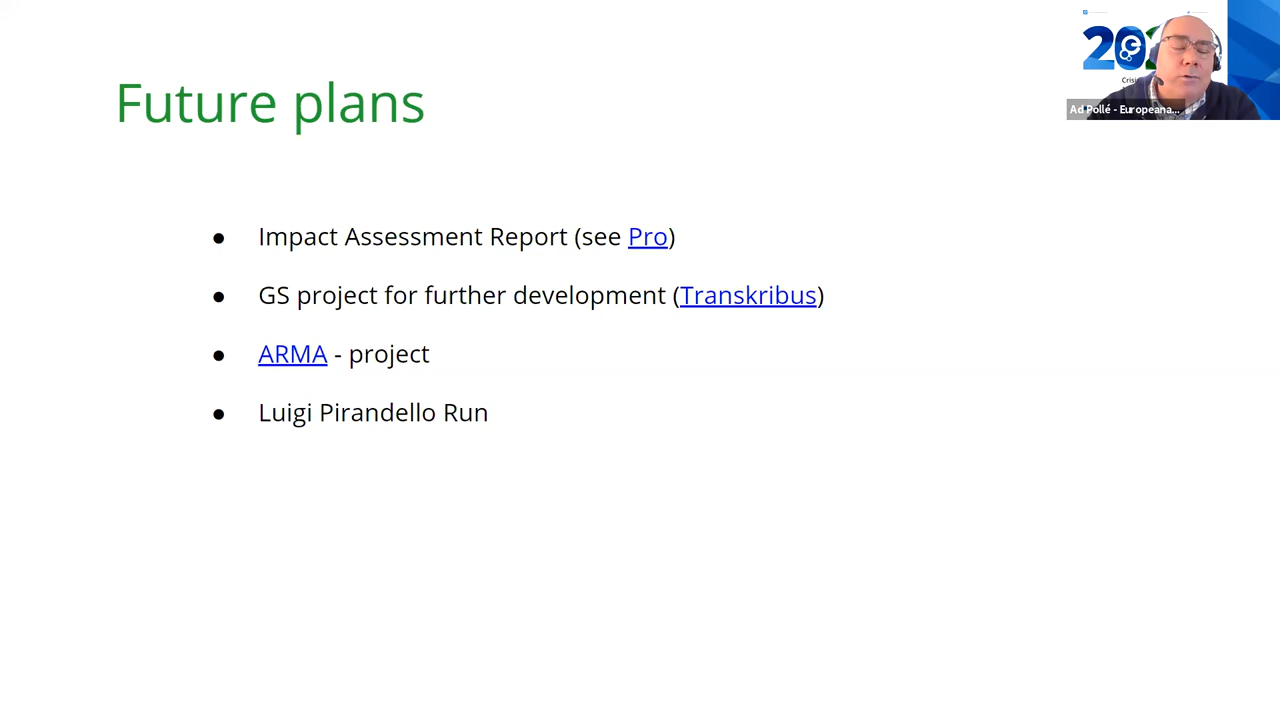 Future plans
Ad Pollé - Europeana...
● Impact Assessment Report (see Pro)
● GS project for further development (Transkribus)
● ARMA - project
● Luigi Pirandello Run